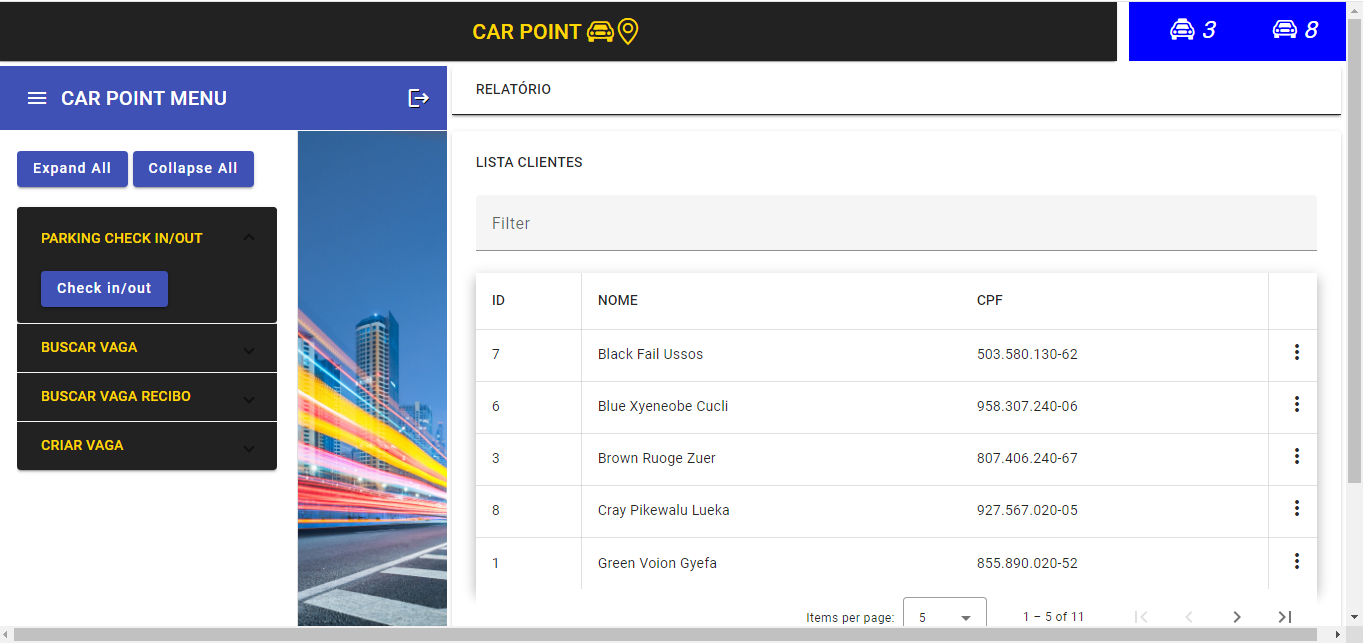 CAR POINT
3 8
CAR POINT MENU
RELATÓRIO
Expand All Collapse All
LISTA CLIENTES
Filter
PARKING CHECK IN/OUT
Check in/out
BUSCAR VAGA
BUSCAR VAGA RECIBO
CRIAR VAGA
ID NOME CPF
7 Black Fail Ussos 503.580.130-62
6 Blue Xyeneobe Cucli 958.307.240-06
3 Brown Ruoge Zuer 807.406.240-67
8 Cray Pikewalu Lueka 927.567.020-05
1 Green Voion Gyefa 855.890.020-52
Items per page: 5 1 – 5 of 11